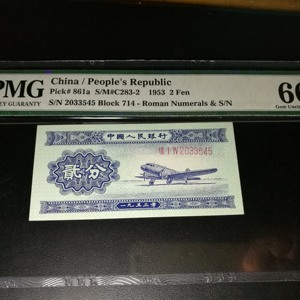 China / People's Republic
Pick# 861a S/M#C283-2 1953 2 Fen
PMG
S/N 2033545 Block 714 - Roman Numerals & S/N
中國人民銀行
2033545
貳分
一九五三年